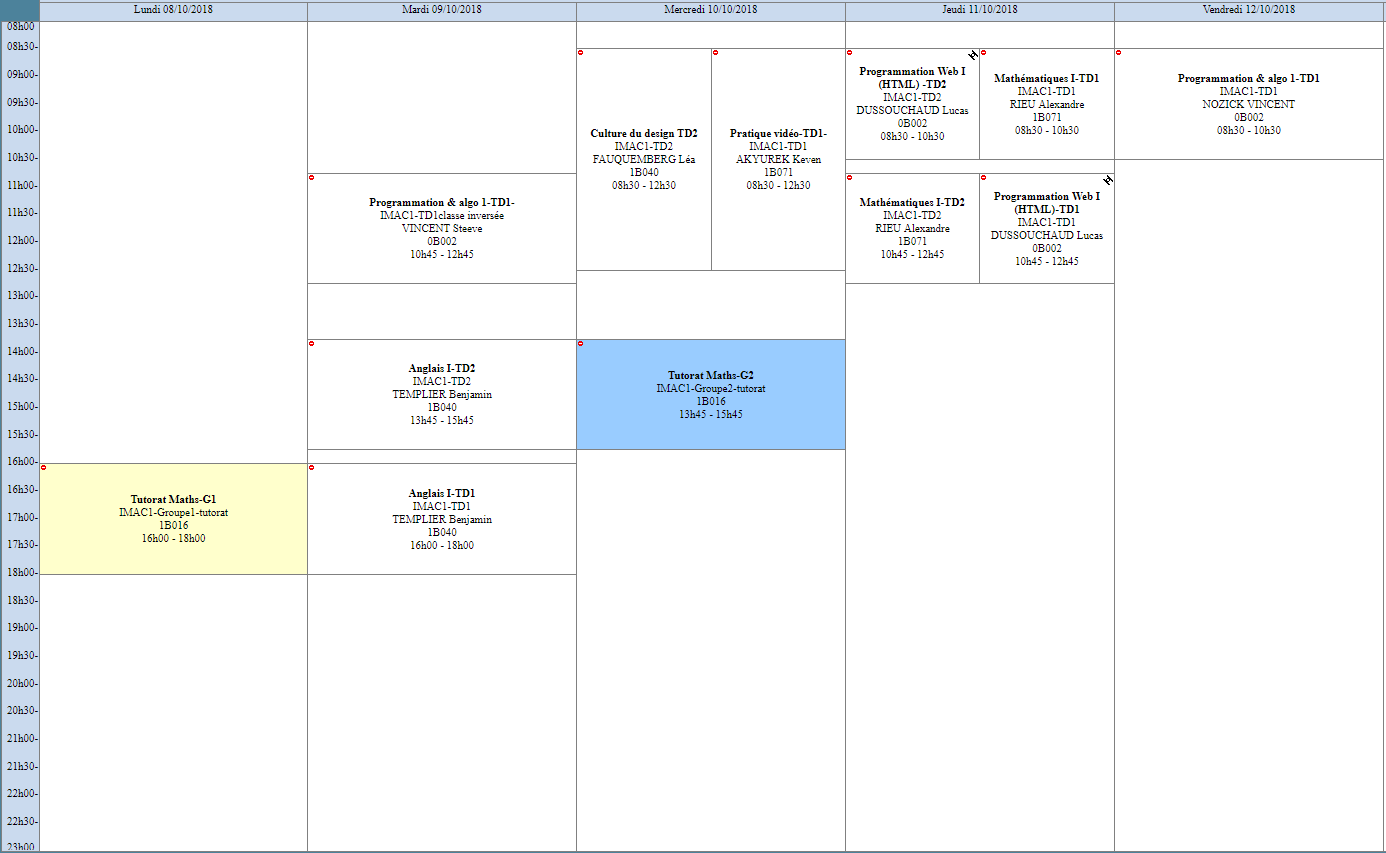 Lundi 08/10/2018
Mardi 09/10/2018
Mercredi 10/10/2018
Jeudi 11/10/2018
Vendredi 12/10/2018
08h00
08h30-
09h00-
09h30-
10h00-
10h30-
11h00-
11h30-
12h00-
12h30-
13h00-
13h30-
14h00-
14h30-
15h00-
15h30-
16h00-
16h30-
17h00-
17h30-
18h00-
18h30-
19h00-
19h30-
20h00-
20h30-
21h00-
21h30-
22h00-
22h30-
23h00
Tutorat Maths-G1
IMAC1-Groupe1-tutorat
1B016
16h00 - 18h00
Programmation & algo 1-TD1-
IMAC1-TD1classe inversée
VINCENT Steeve
0B002
10h45 - 12h45
Anglais I-TD2
IMAC1-TD2
TEMPLIER Benjamin
1B040
13h45 - 15h45
Anglais I-TD1
IMAC1-TD1
TEMPLIER Benjamin
1B040
16h00 - 18h00
Culture du design TD2
IMAC1-TD2
FAUQUEMBERG Léa
1B040
08h30 - 12h30
Pratique vidéo-TD1-
IMAC1-TD1
AKYUREK Keven
1B071
08h30 - 12h30
Tutorat Maths-G2
IMAC1-Groupe2-tutorat
1B016
13h45 - 15h45
Programmation Web I
(HTML) -TD2
IMAC1-TD2
DUSSOUCHAUD Lucas
0B002
08h30 - 10h30
Mathématiques I-TD1
IMAC1-TD1
RIEU Alexandre
1B071
08h30 - 10h30
Mathématiques I-TD2
IMAC1-TD2
RIEU Alexandre
1B071
10h45 - 12h45
Programmation Web I
(HTML)-TD1
IMAC1-TD1
DUSSOUCHAUD Lucas
0B002
10h45 - 12h45
Programmation & algo 1-TD1
IMAC1-TD1
NOZICK VINCENT
0B002
08h30 - 10h30